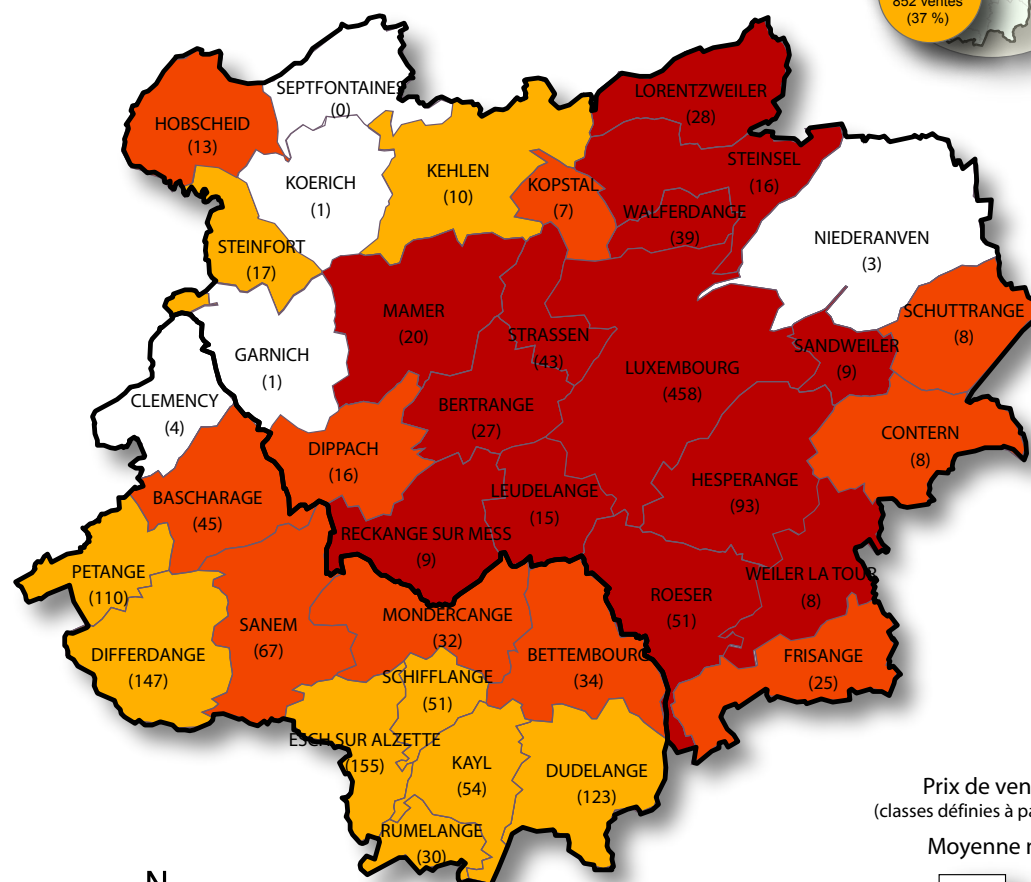 852 ventes
(37 %)
SEPTFONTAINES
(0)
LORENTZWEILER
(28)
HOBSCHEID
(13)
STEINSEL
(16)
KEHLEN
(10)
KOPSTAL
(7)
KOERICH
(1)
WALFERDANGE
(39)
NIEDERANVEN
(3)
STEINFORT
(17)
MAMER
(20)
SCHUTTRANGE
(8)
STRASSEN
(43)
SANDWEILER
(9)
GARNICH
(1)
LUXEMBOURG
(458)
CLEMENCY
(4)
BERTRANGE
(27)
CONTERN
(8)
DIPPACH
(16)
HESPERANGE
(93)
LEUDELANGE
(15)
BASCHARAGE
(45)
RECKANGE SUR MESS
(9)
PETANGE
(110)
WEILER LA TOUR
(8)
ROESER
(51)
MONDERCANGE
(32)
SANEM
(67)
DIFFERDANGE
(147)
BETTEMBOURG
(34)
FRISANGE
(25)
SCHIFFLANGE
(51)
ESCH SUR ALZETTE
(155)
KAYL
(54)
DUDELANGE
(123)
RUMELANGE
(30)
Prix de ven
(classes définies à pa
Moyenne
N